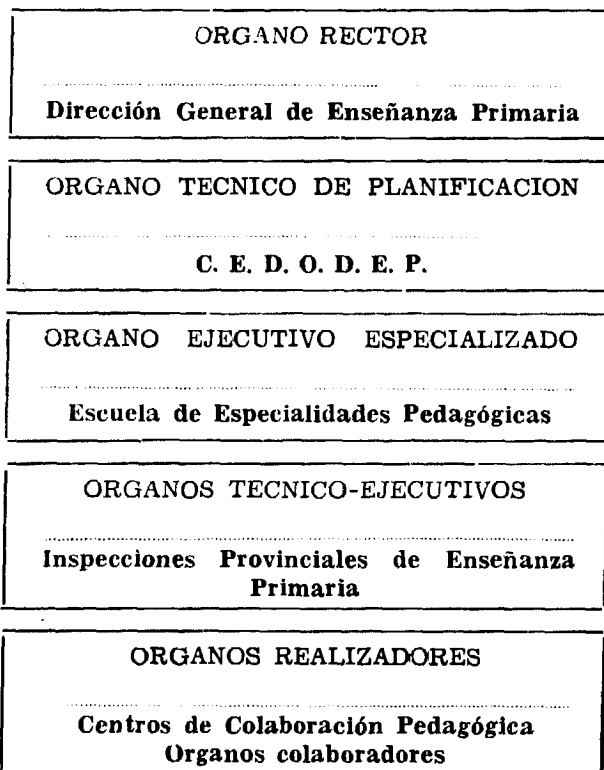 ORGANO RECTOR
Dirección General de Enseñanza Primaria
ORGANO TECNICO DE PLANIFICACION
C. E. D. O. D. E. P.
ORGANO EJECUTIVO ESPECIALIZADO
Escuela de Especialidades Pedagógicas
ORGANOS TECNICO-EJECUTIVOS
Inspecciones Provinciales de Enseñanza
Primaria
ORGANOS REALIZADORES
Centros de Colaboración Pedagógica
Organos colaboradores